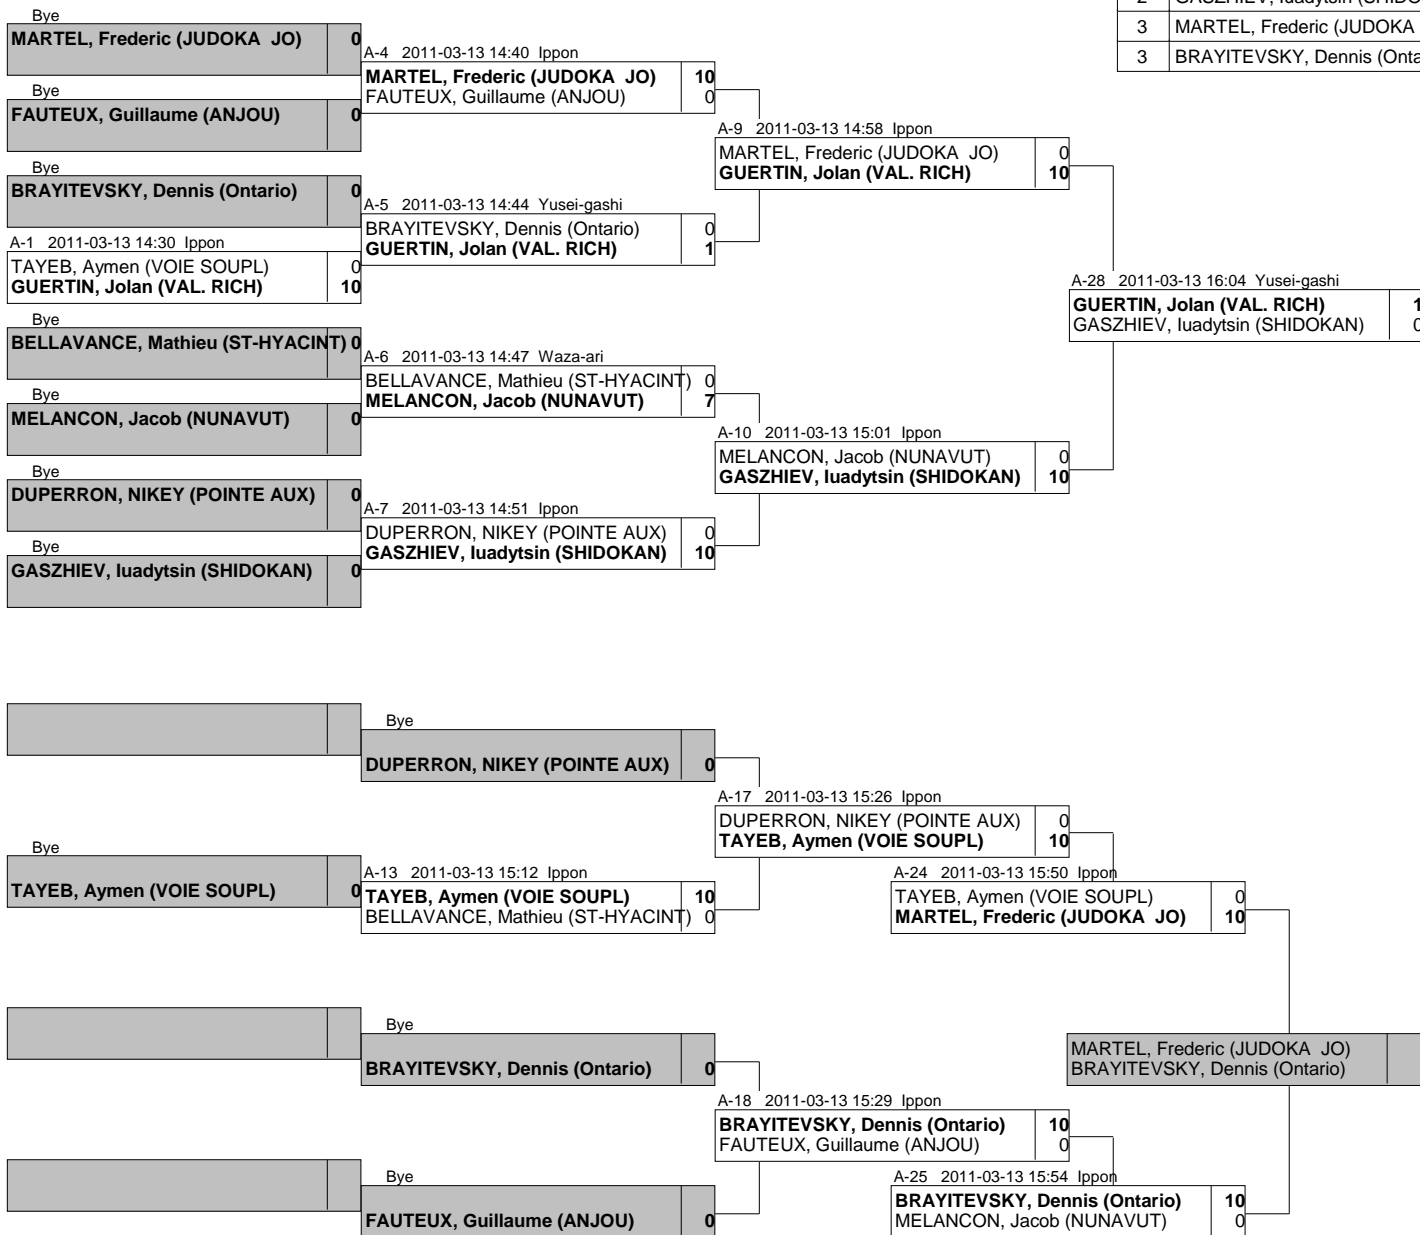 2 GASZHIEV, Iuadytsin (SHIDO
3 MARTEL, Frederic (JUDOKA
3 BRAYITEVSKY, Dennis (Onta
Bye
MARTEL, Frederic (JUDOKA JO) 0
Bye
FAUTEUX, Guillaume (ANJOU) 0
Bye
BRAYITEVSKY, Dennis (Ontario) 0
A-1 2011-03-13 14:30 Ippon
TAYEB, Aymen (VOIE SOUPL) 0
GUERTIN, Jolan (VAL. RICH) 10
Bye
BELLAVANCE, Mathieu (ST-HYACINT) 0
Bye
MELANCON, Jacob (NUNAVUT) 0
Bye
DUPERRON, NIKEY (POINTE AUX) 0
Bye
GASZHIEV, Iuadytsin (SHIDOKAN) 0
A-4 2011-03-13 14:40 Ippon
MARTEL, Frederic (JUDOKA JO) 10
FAUTEUX, Guillaume (ANJOU) 0
A-5 2011-03-13 14:44 Yusei-gashi
BRAYITEVSKY, Dennis (Ontario) 0
GUERTIN, Jolan (VAL. RICH) 1
A-6 2011-03-13 14:47 Waza-ari
BELLAVANCE, Mathieu (ST-HYACINT) 0
MELANCON, Jacob (NUNAVUT) 7
A-7 2011-03-13 14:51 Ippon
DUPERRON, NIKEY (POINTE AUX) 0
GASZHIEV, Iuadytsin (SHIDOKAN) 10
A-9 2011-03-13 14:58 Ippon
MARTEL, Frederic (JUDOKA JO) 0
GUERTIN, Jolan (VAL. RICH) 10
A-10 2011-03-13 15:01 Ippon
MELANCON, Jacob (NUNAVUT) 0
GASZHIEV, Iuadytsin (SHIDOKAN) 10
A-28 2011-03-13 16:04 Yusei-gashi
GUERTIN, Jolan (VAL. RICH) 1
GASZHIEV, Iuadytsin (SHIDOKAN) 0
Bye
DUPERRON, NIKEY (POINTE AUX) 0
Bye
TAYEB, Aymen (VOIE SOUPL) 0
A-13 2011-03-13 15:12 Ippon
TAYEB, Aymen (VOIE SOUPL) 10
BELLAVANCE, Mathieu (ST-HYACINT) 0
A-17 2011-03-13 15:26 Ippon
DUPERRON, NIKEY (POINTE AUX) 0
TAYEB, Aymen (VOIE SOUPL) 10
A-24 2011-03-13 15:50 Ippon
TAYEB, Aymen (VOIE SOUPL) 0
MARTEL, Frederic (JUDOKA JO) 10
Bye
BRAYITEVSKY, Dennis (Ontario) 0
Bye
FAUTEUX, Guillaume (ANJOU) 0
A-18 2011-03-13 15:29 Ippon
BRAYITEVSKY, Dennis (Ontario) 10
FAUTEUX, Guillaume (ANJOU) 0
A-25 2011-03-13 15:54 Ippon
BRAYITEVSKY, Dennis (Ontario) 10
MELANCON, Jacob (NUNAVUT) 0
MARTEL, Frederic (JUDOKA JO)
BRAYITEVSKY, Dennis (Ontario)